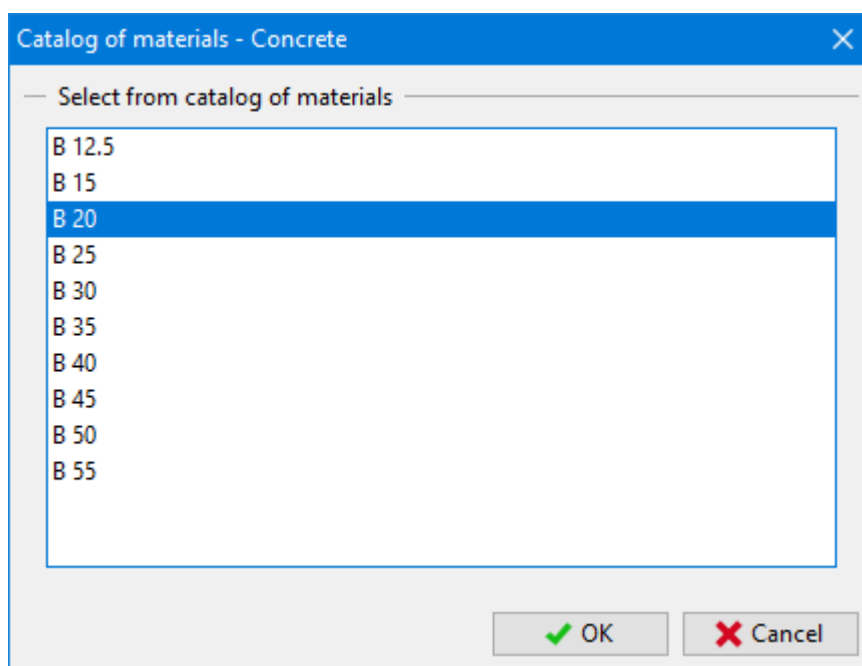 Catalog of materials - Concrete
Select from catalog of materials
B 12.5
B 15
B 20
B 25
B 30
B 35
B 40
B 45
B 50
B 55
OK Cancel